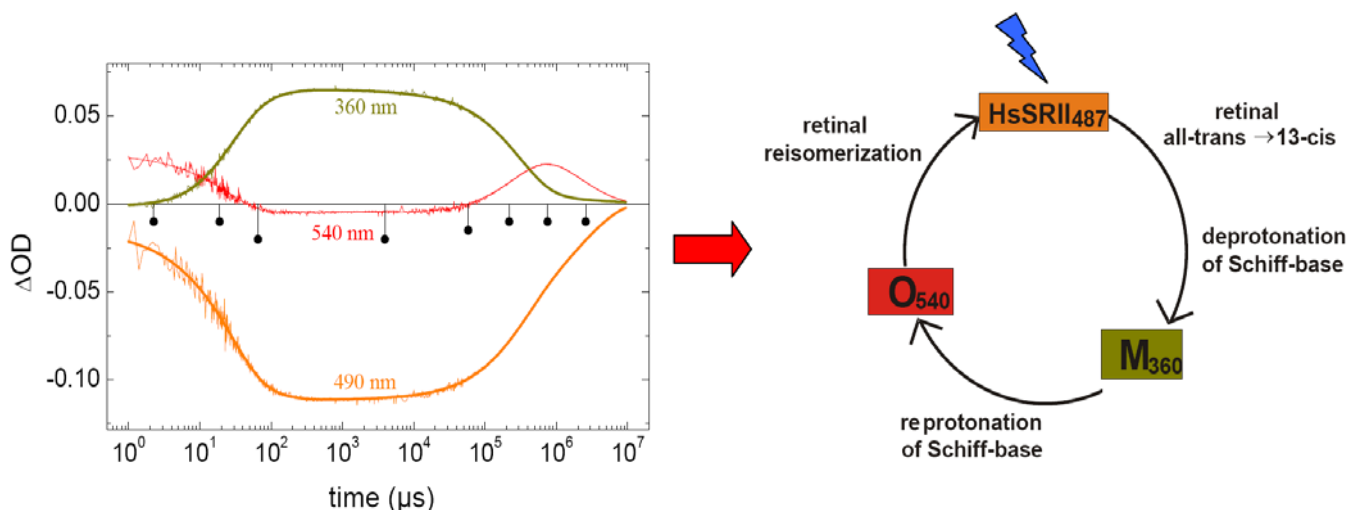 ΔOD
0.05
0.00
-0.05
-0.10
360 nm
540 nm
490 nm
10⁰ 10¹ 10² 10³ 10⁴ 10⁵ 10⁶ 10⁷
time (µs)
HsSRII₄₈₇
retinal
all-trans →13-cis
deprotonation
of Schiff-base
M₃₆₀
reprotonation
of Schiff-base
O₅₄₀
retinal
reisomerization